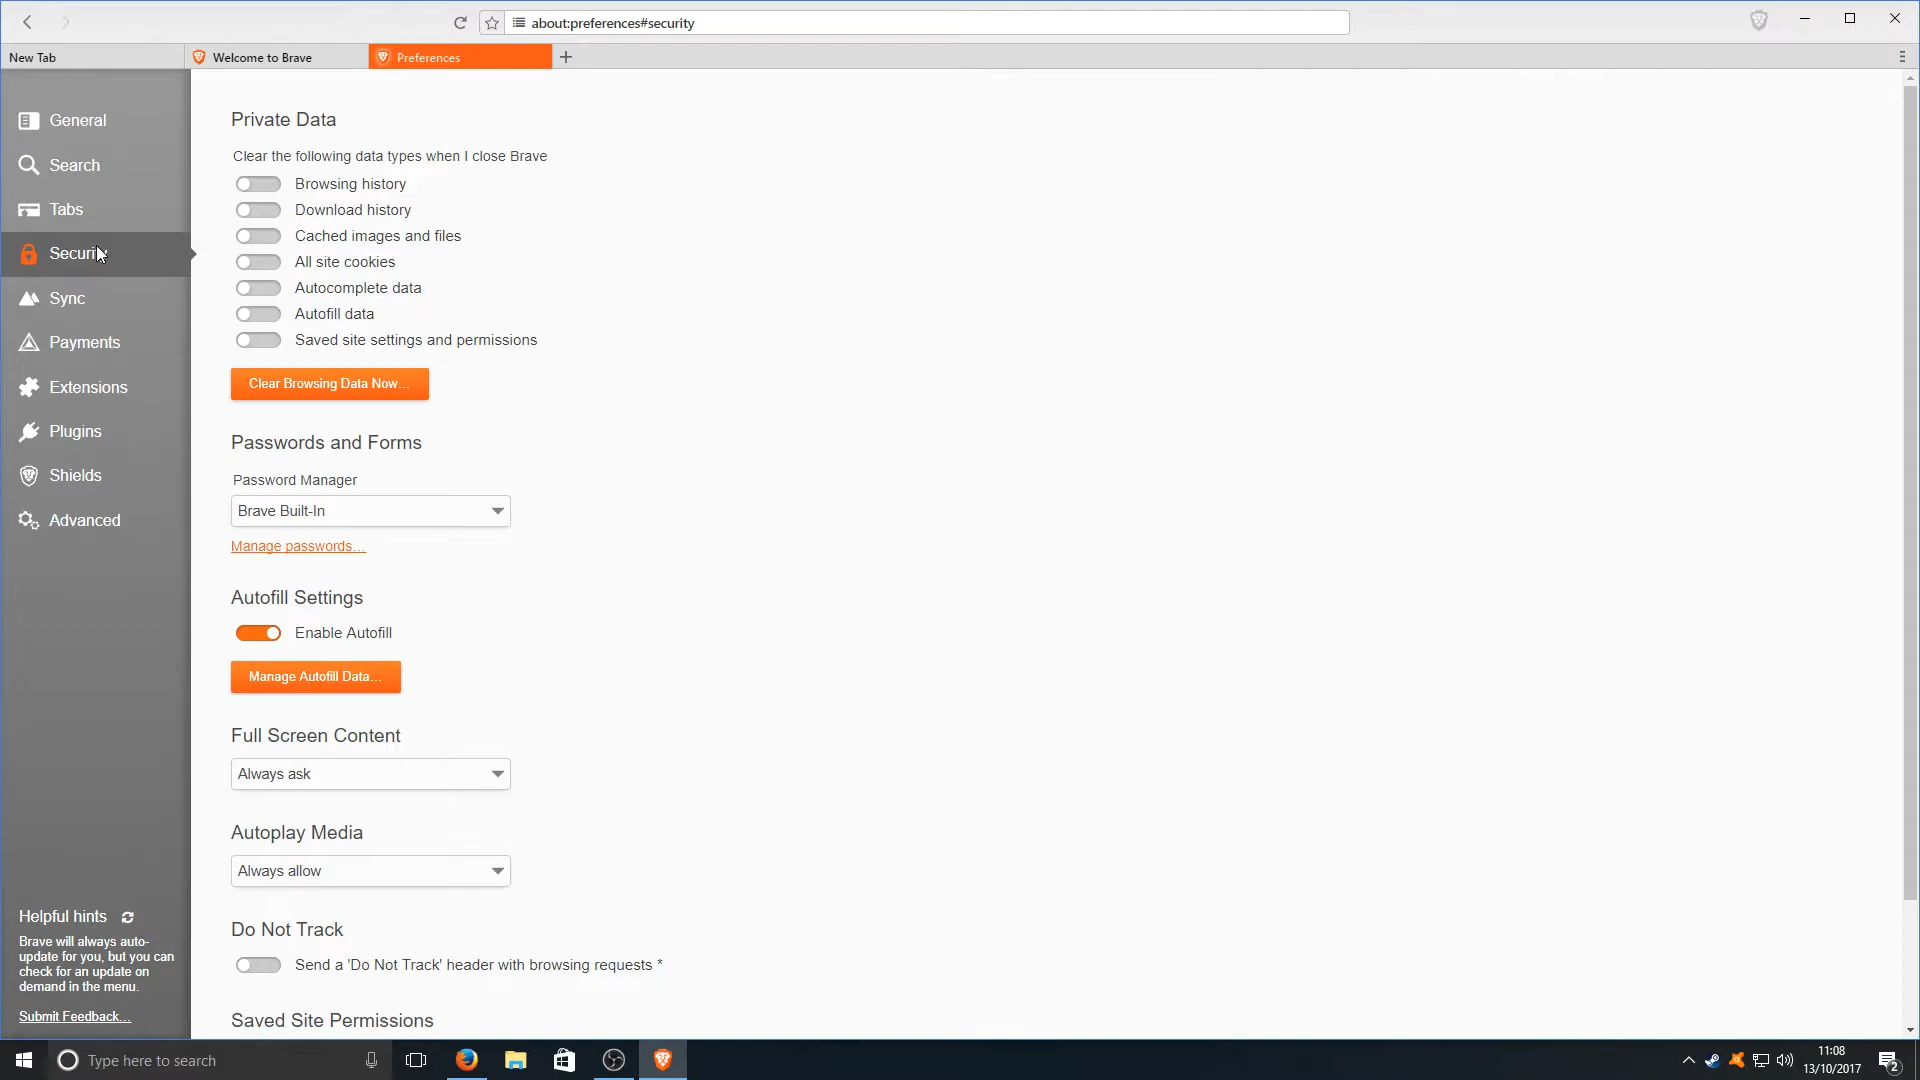 about:preferences#security
New Tab
Welcome to Brave
Preferences
General
Search
Tabs
Security
Sync
Payments
Extensions
Plugins
Shields
Advanced
Helpful hints
Brave will always auto-
update for you, but you can
check for an update on
demand in the menu.
Submit Feedback...
Private Data
Clear the following data types when I close Brave
Browsing history
Download history
Cached images and files
All site cookies
Autocomplete data
Autofill data
Saved site settings and permissions
Clear Browsing Data Now...
Passwords and Forms
Password Manager
Brave Built-In
Manage passwords...
Autofill Settings
Enable Autofill
Manage Autofill Data...
Full Screen Content
Always ask
Autoplay Media
Always allow
Do Not Track
Send a 'Do Not Track' header with browsing requests *
Saved Site Permissions
Type here to search
11:08
13/10/2017
2